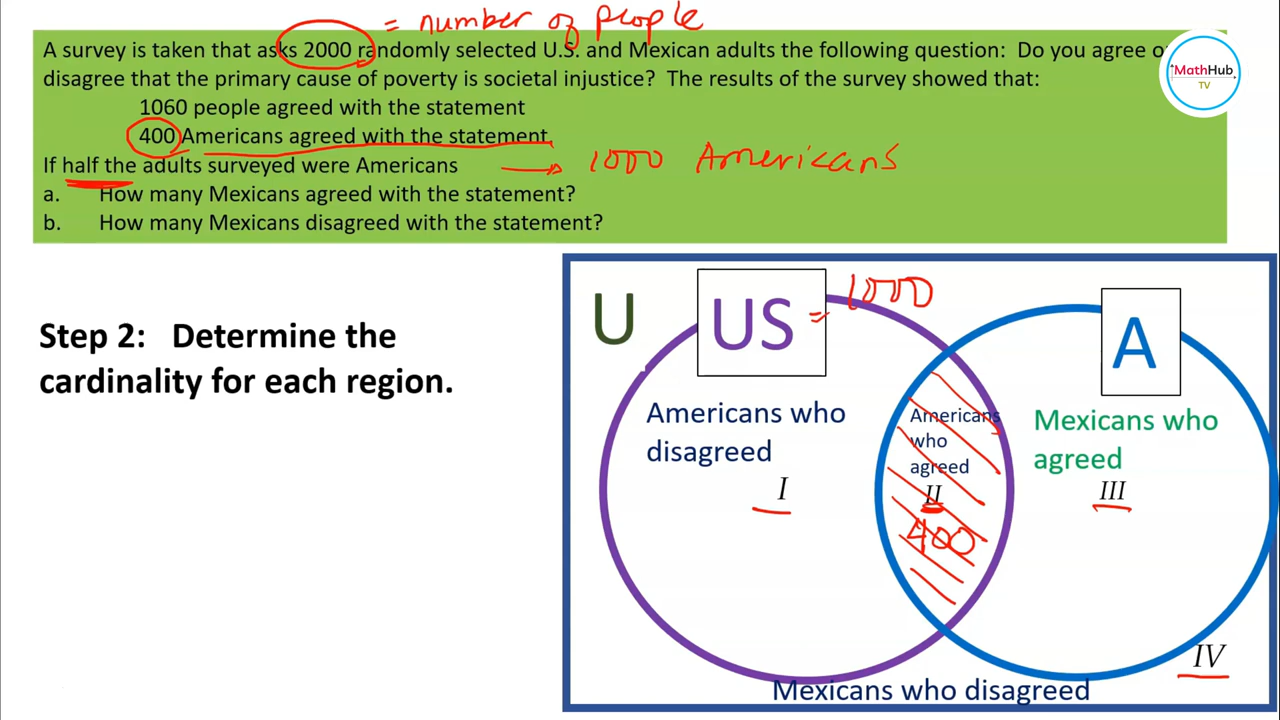 = number of people
A survey is taken that asks 2000 randomly selected U.S. and Mexican adults the following question: Do you agree or
disagree that the primary cause of poverty is societal injustice? The results of the survey showed that:
1060 people agreed with the statement
400 Americans agreed with the statement
If half the adults surveyed were Americans → 1000 Americans
a. How many Mexicans agreed with the statement?
b. How many Mexicans disagreed with the statement?
MathHub
TV
Step 2: Determine the
cardinality for each region.
U
US = 1000
A
Americans who
disagreed
I
Americans
who
agreed
II
400
Mexicans who
agreed
III
IV
Mexicans who disagreed